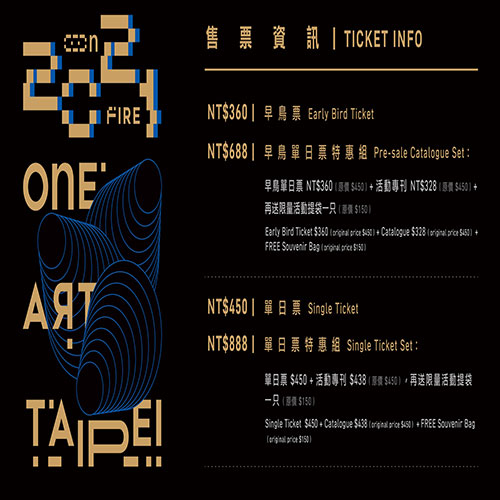 2021
FIRE
ONE
ART
TAIPEI
售票資訊 | TICKET INFO
NT$360 | 早鳥票 Early Bird Ticket
NT$688 | 早鳥單日票特惠組 Pre-sale Catalogue Set：
早鳥單日票 NT$360 (原價 $450) + 活動專刊 NT$328 (原價 $450) +
再送限量活動提袋一只 (原價 $150)
Early Bird Ticket $360 (original price $450) + Catalogue $328 (original price $450) +
FREE Souvenir Bag (original price $150)
NT$450 | 單日票 Single Ticket
NT$888 | 單日票特惠組 Single Ticket Set：
單日票 $450 + 活動專刊 $438 (原價 $450) ，再送限量活動提袋
一只 (原價 $150)
Single Ticket $450 + Catalogue $438 (original price $450) + FREE Souvenir Bag
(original price $150)